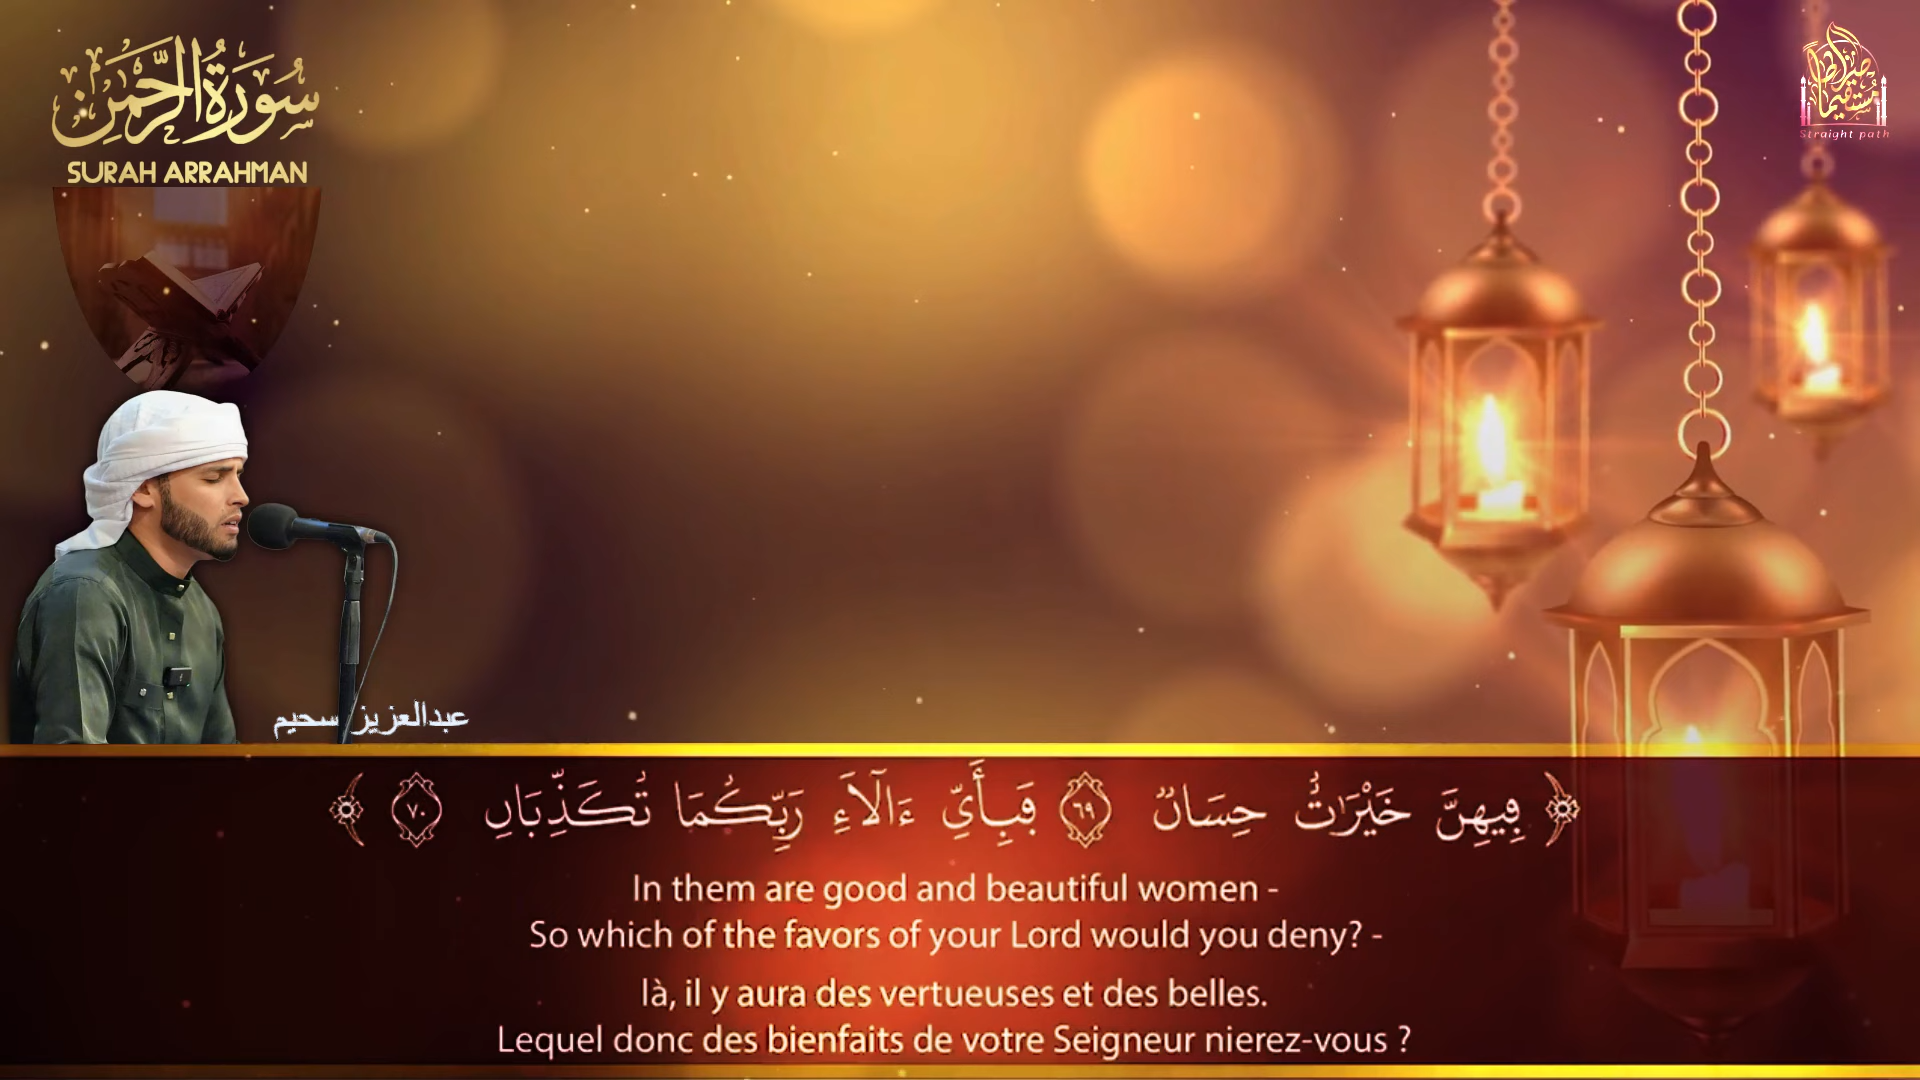 سُورَةُ الرَّحْمَن
SURAH ARRAHMAN
صِرَاطًا
مُسْتَقِيمًا
Straight path
عبدالعزيز سحيم
﴿ فِيهِنَّ خَيْرَٰتٌ حِسَانٌ ٦٩ فَبِأَيِّ ءَالَآءِ رَبِّكُمَا تُكَذِّبَانِ ٧٠ ﴾
In them are good and beautiful women -
So which of the favors of your Lord would you deny? -
là, il y aura des vertueuses et des belles.
Lequel donc des bienfaits de votre Seigneur nierez-vous ?